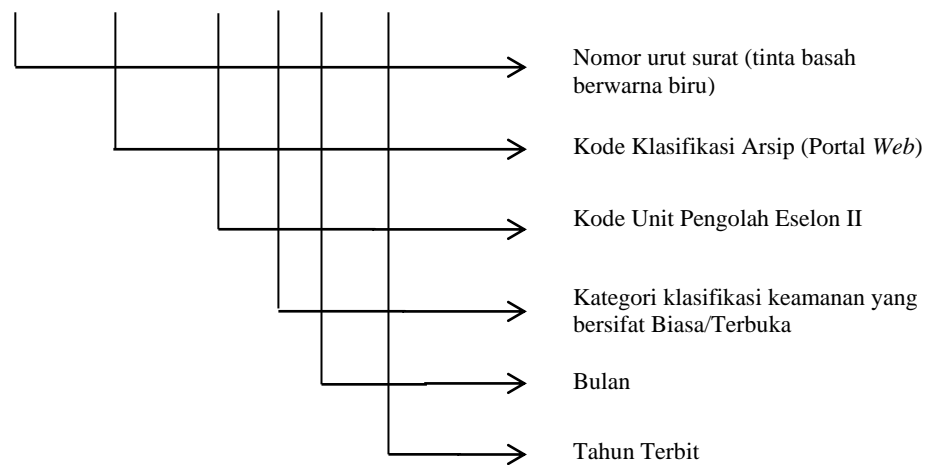 Nomor urut surat (tinta basah
berwarna biru)
Kode Klasifikasi Arsip (Portal Web)
Kode Unit Pengolah Eselon II
Kategori klasifikasi keamanan yang
bersifat Biasa/Terbuka
Bulan
Tahun Terbit